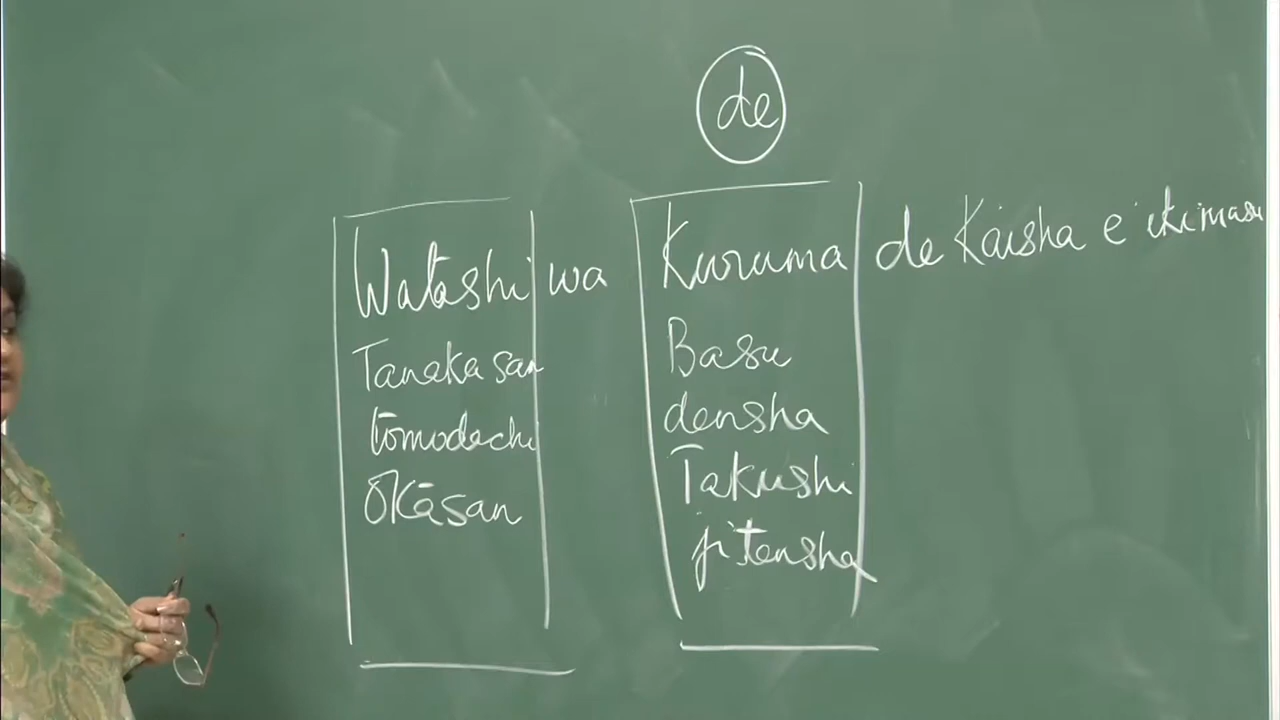 de
Watashi wa Kuruma de Kaisha e ikimasu
Tanaka san Basu
tomodachi densha
Okāsan Takushi
jitensha